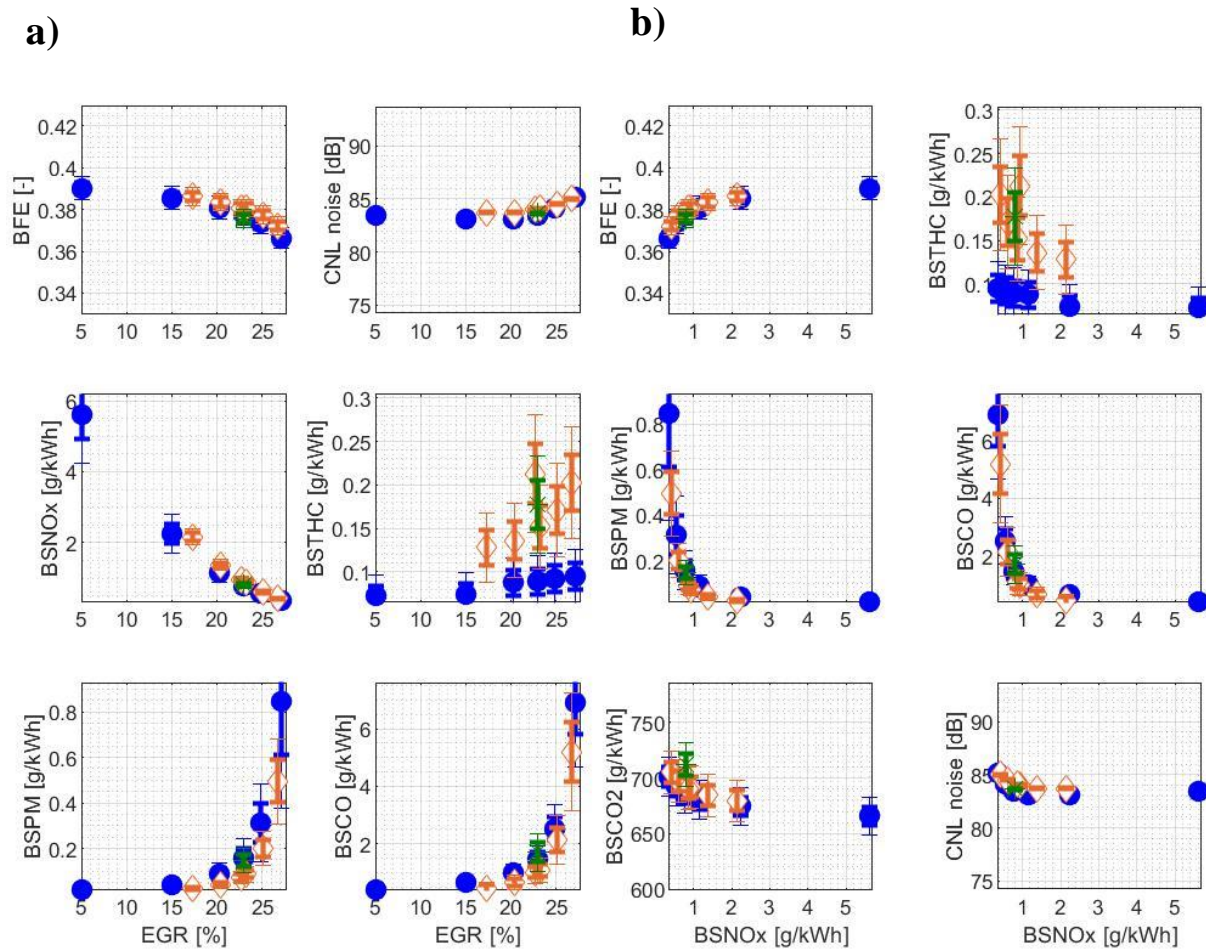 a)
b)
BFE [-]
0.42
0.4
0.38
0.36
0.34
5 10 15 20 25
CNL noise [dB]
90
85
80
75
5 10 15 20 25
BFE [-]
0.42
0.4
0.38
0.36
0.34
1 2 3 4 5
BSTHC [g/kWh]
0.3
0.25
0.2
0.15
0.1
1 2 3 4 5
BSNOx [g/kWh]
6
4
2
5 10 15 20 25
BSTHC [g/kWh]
0.3
0.25
0.2
0.15
0.1
5 10 15 20 25
BSPM [g/kWh]
0.8
0.6
0.4
0.2
1 2 3 4 5
BSCO [g/kWh]
6
4
2
1 2 3 4 5
BSPM [g/kWh]
0.8
0.6
0.4
0.2
5 10 15 20 25
EGR [%]
BSCO [g/kWh]
6
4
2
5 10 15 20 25
EGR [%]
BSCO2 [g/kWh]
750
700
650
600
1 2 3 4 5
BSNOx [g/kWh]
CNL noise [dB]
90
85
80
75
1 2 3 4 5
BSNOx [g/kWh]